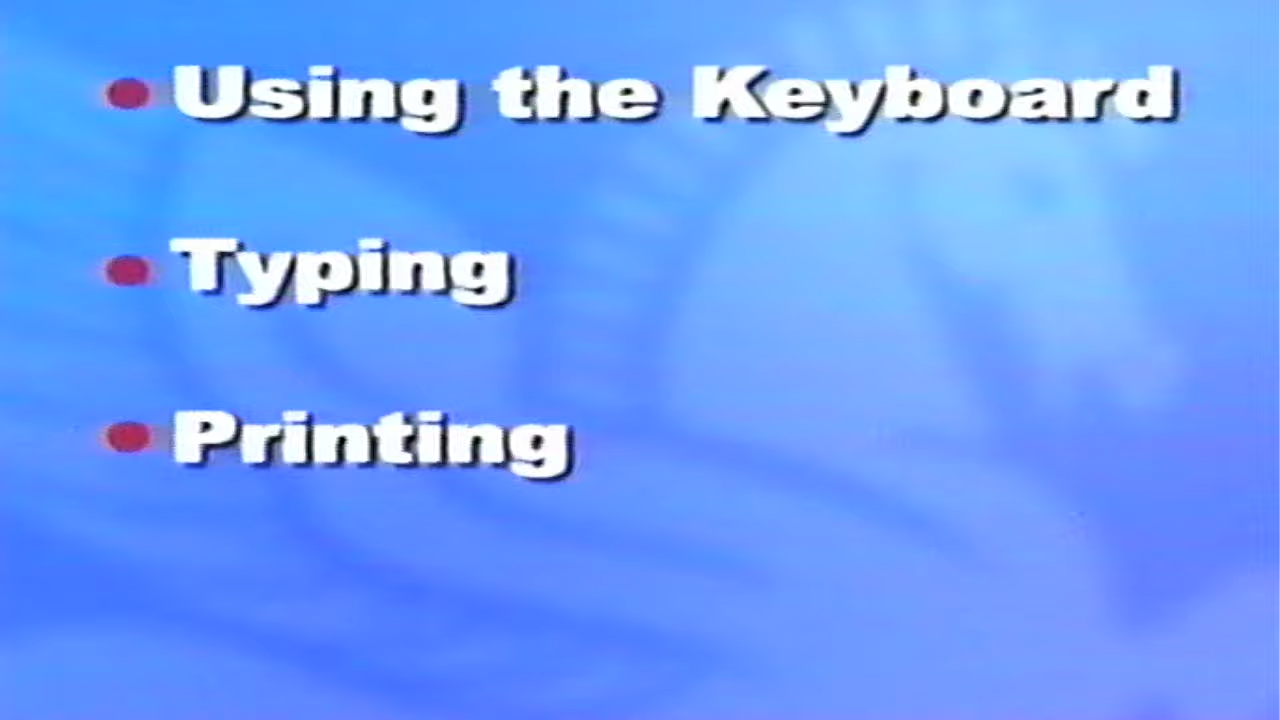 • Using the Keyboard
• Typing
• Printing